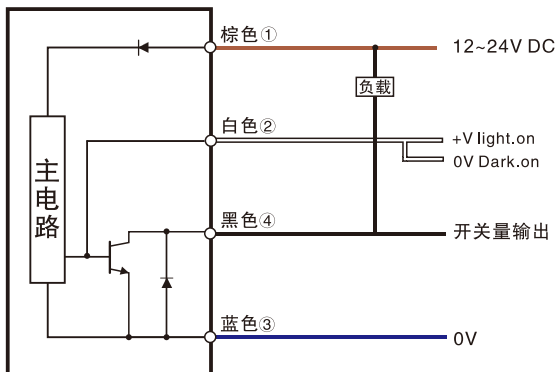 棕色①
12~24V DC
负载
白色②
+V light.on
0V Dark.on
主电路
黑色④
开关量输出
蓝色③
0V